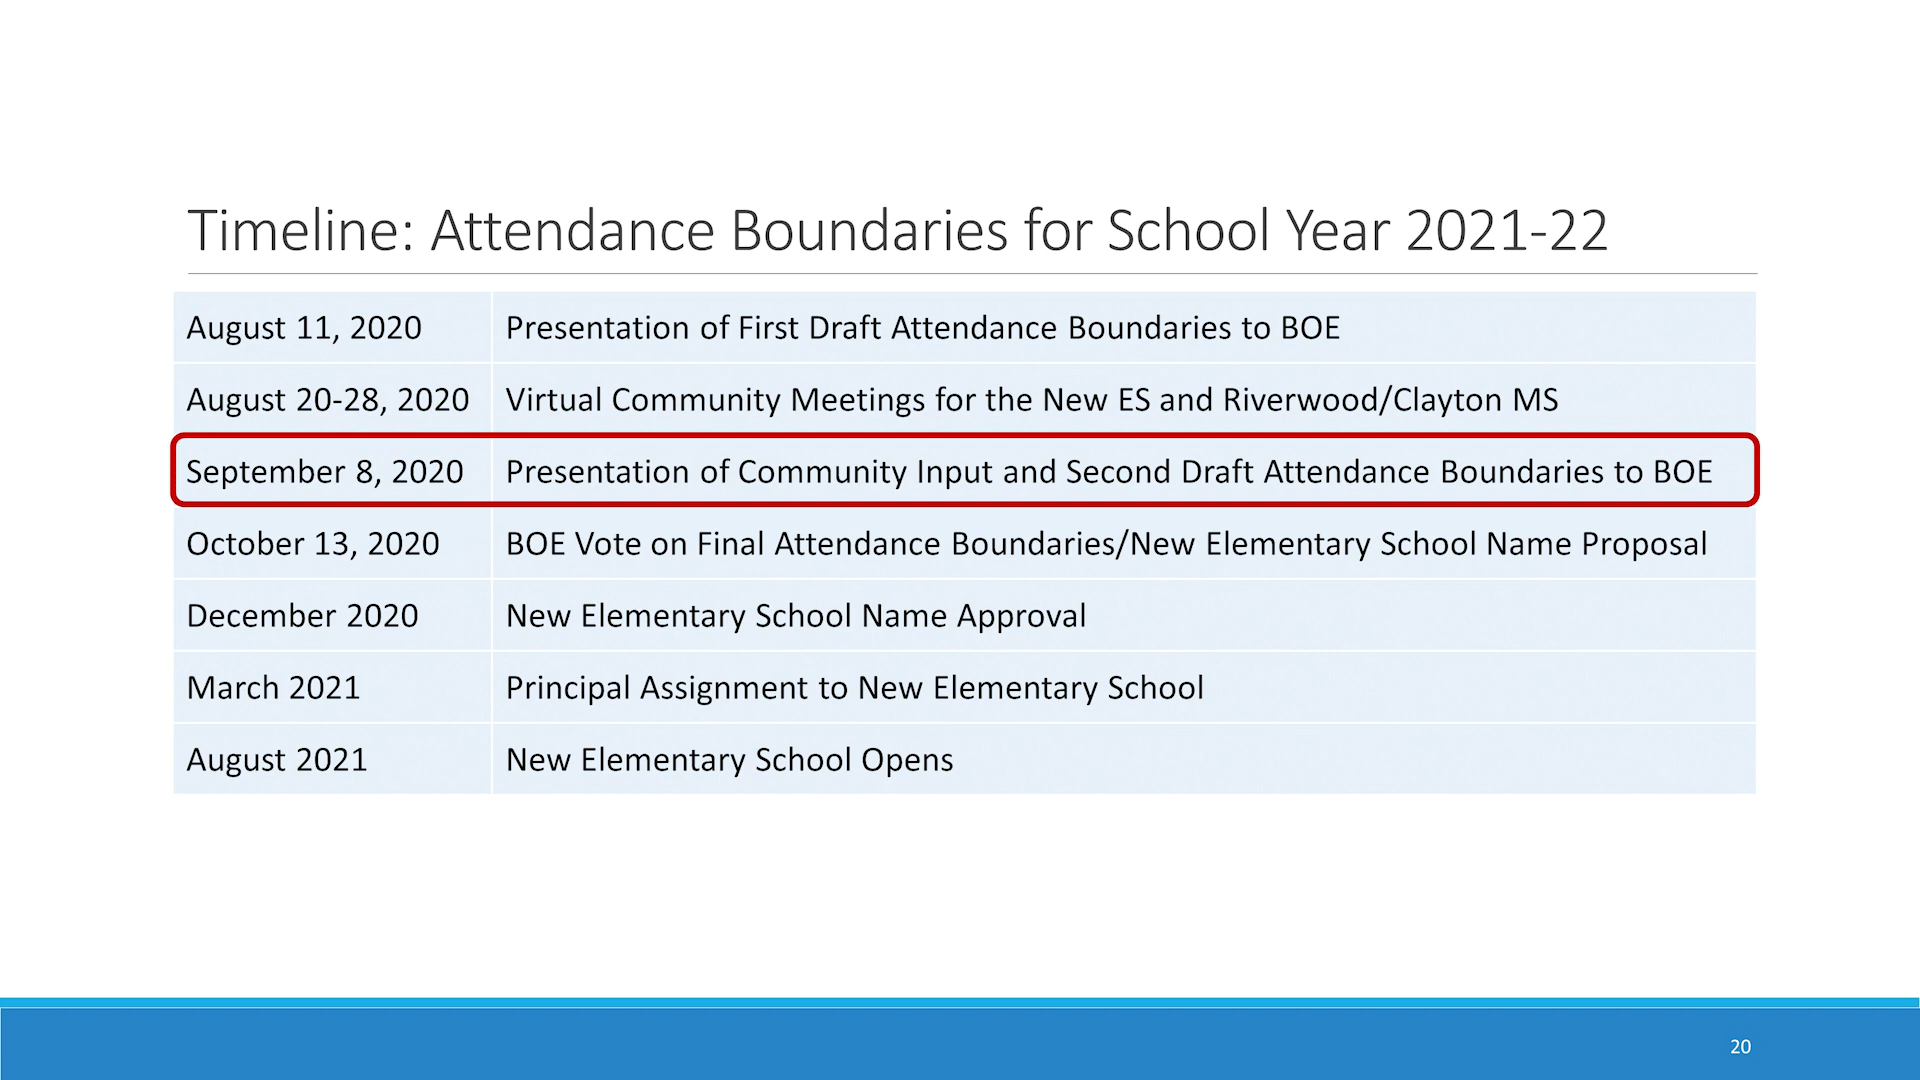 Timeline: Attendance Boundaries for School Year 2021-22
August 11, 2020 Presentation of First Draft Attendance Boundaries to BOE
August 20-28, 2020 Virtual Community Meetings for the New ES and Riverwood/Clayton MS
September 8, 2020 Presentation of Community Input and Second Draft Attendance Boundaries to BOE
October 13, 2020 BOE Vote on Final Attendance Boundaries/New Elementary School Name Proposal
December 2020 New Elementary School Name Approval
March 2021 Principal Assignment to New Elementary School
August 2021 New Elementary School Opens
20